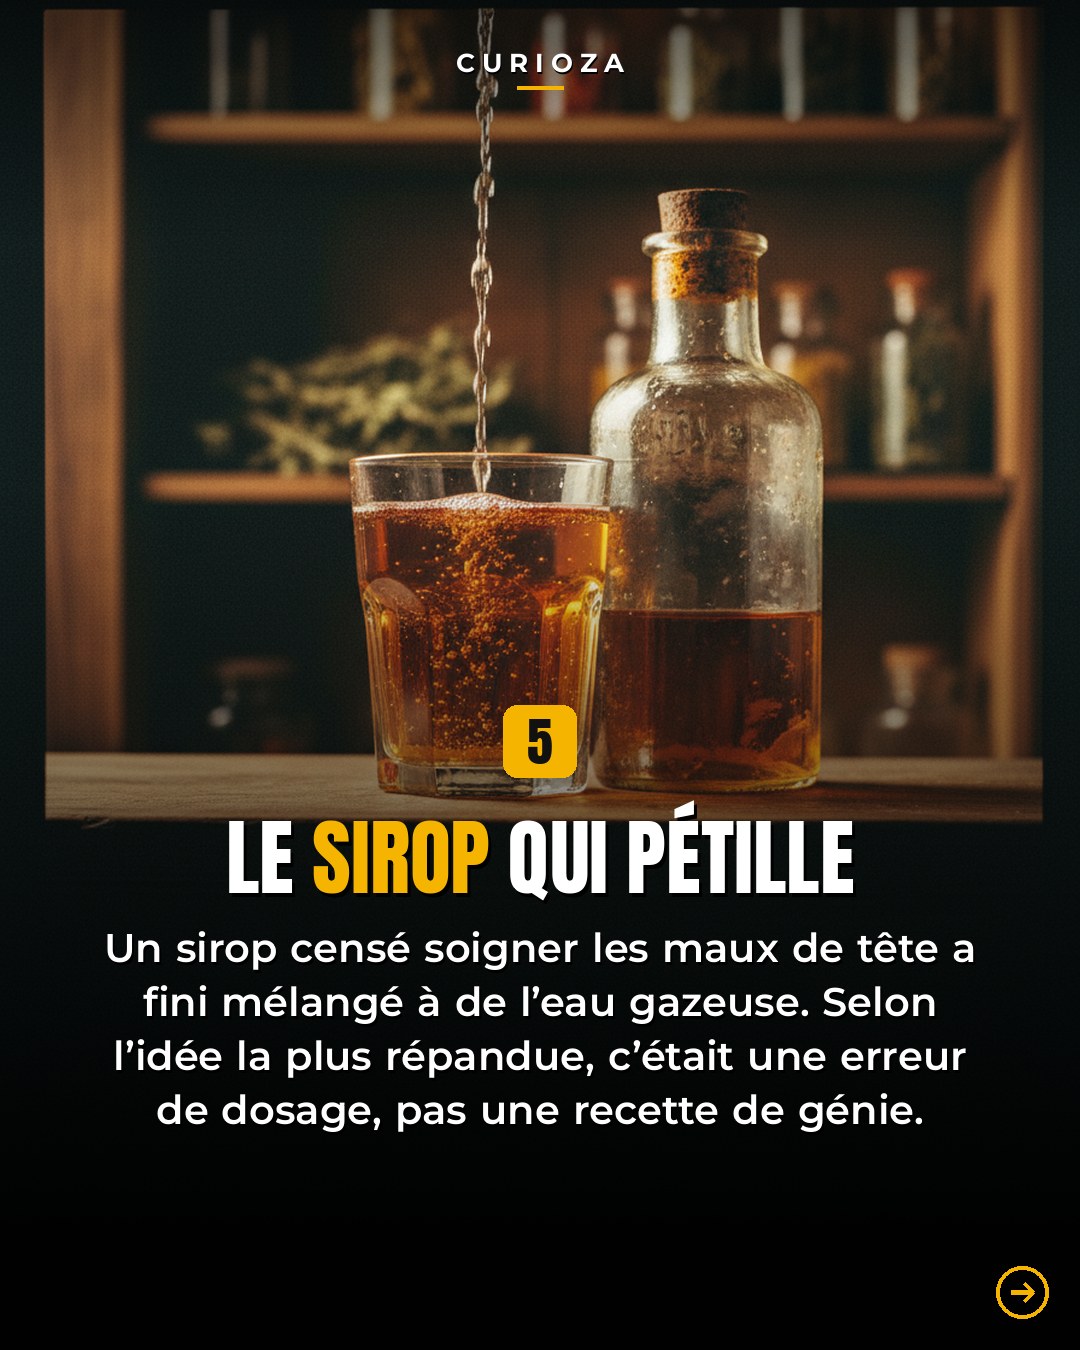 CURIOZA
5
LE SIROP QUI PÉTILLE
Un sirop censé soigner les maux de tête a
fini mélangé à de l’eau gazeuse. Selon
l’idée la plus répandue, c’était une erreur
de dosage, pas une recette de génie.